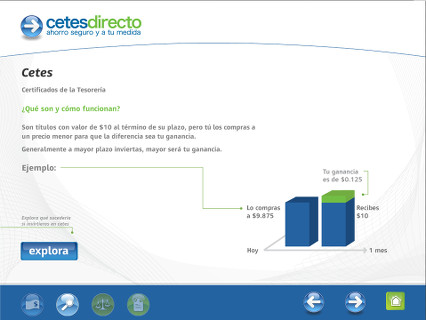 cetesdirecto
ahorro seguro y a tu medida
Cetes
Certificados de la Tesorería
¿Qué son y cómo funcionan?
Son títulos con valor de $10 al término de su plazo, pero tú los compras a
un precio menor para que la diferencia sea tu ganancia.
Generalmente a mayor plazo inviertas, mayor será tu ganancia.
Ejemplo:
Tu ganancia
es de $0.125
Lo compras
a $9.875
Recibes
$10
Hoy
1 mes
Explora qué sucedería
si inviertieras en Cetes
explora